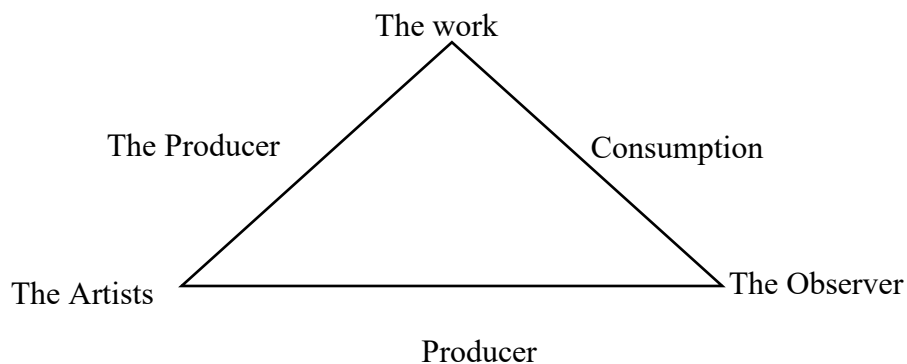 The work
The Producer
Consumption
The Artists
The Observer
Producer